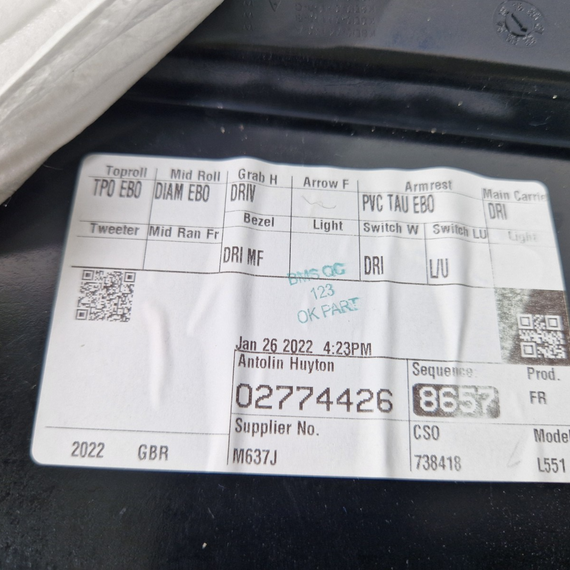 Toproll Mid Roll Grab H Arrow F Armrest Main Carrin
TPO EBO DIAM EBO DRIV PVC TAU EBO DRI
Tweeter Mid Ran Fr Bezel Light Switch W Switch LU Light
DRI MF DRI L/U
BMS QC
123
OK PART
Jan 26 2022 4:23PM
Antolin Huyton Sequence: Prod.
02774426 8657 FR
Supplier No. CSO Model
2022 GBR M637J 738418 L551